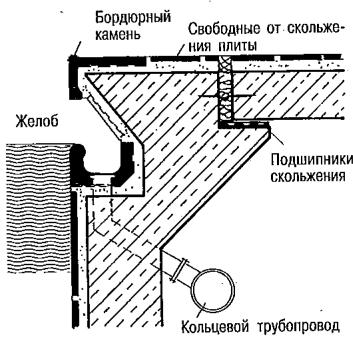 Бордюрный
камень
Свободные от скольже-
ния плиты
Желоб
Подшипники
скольжения
Кольцевой трубопровод